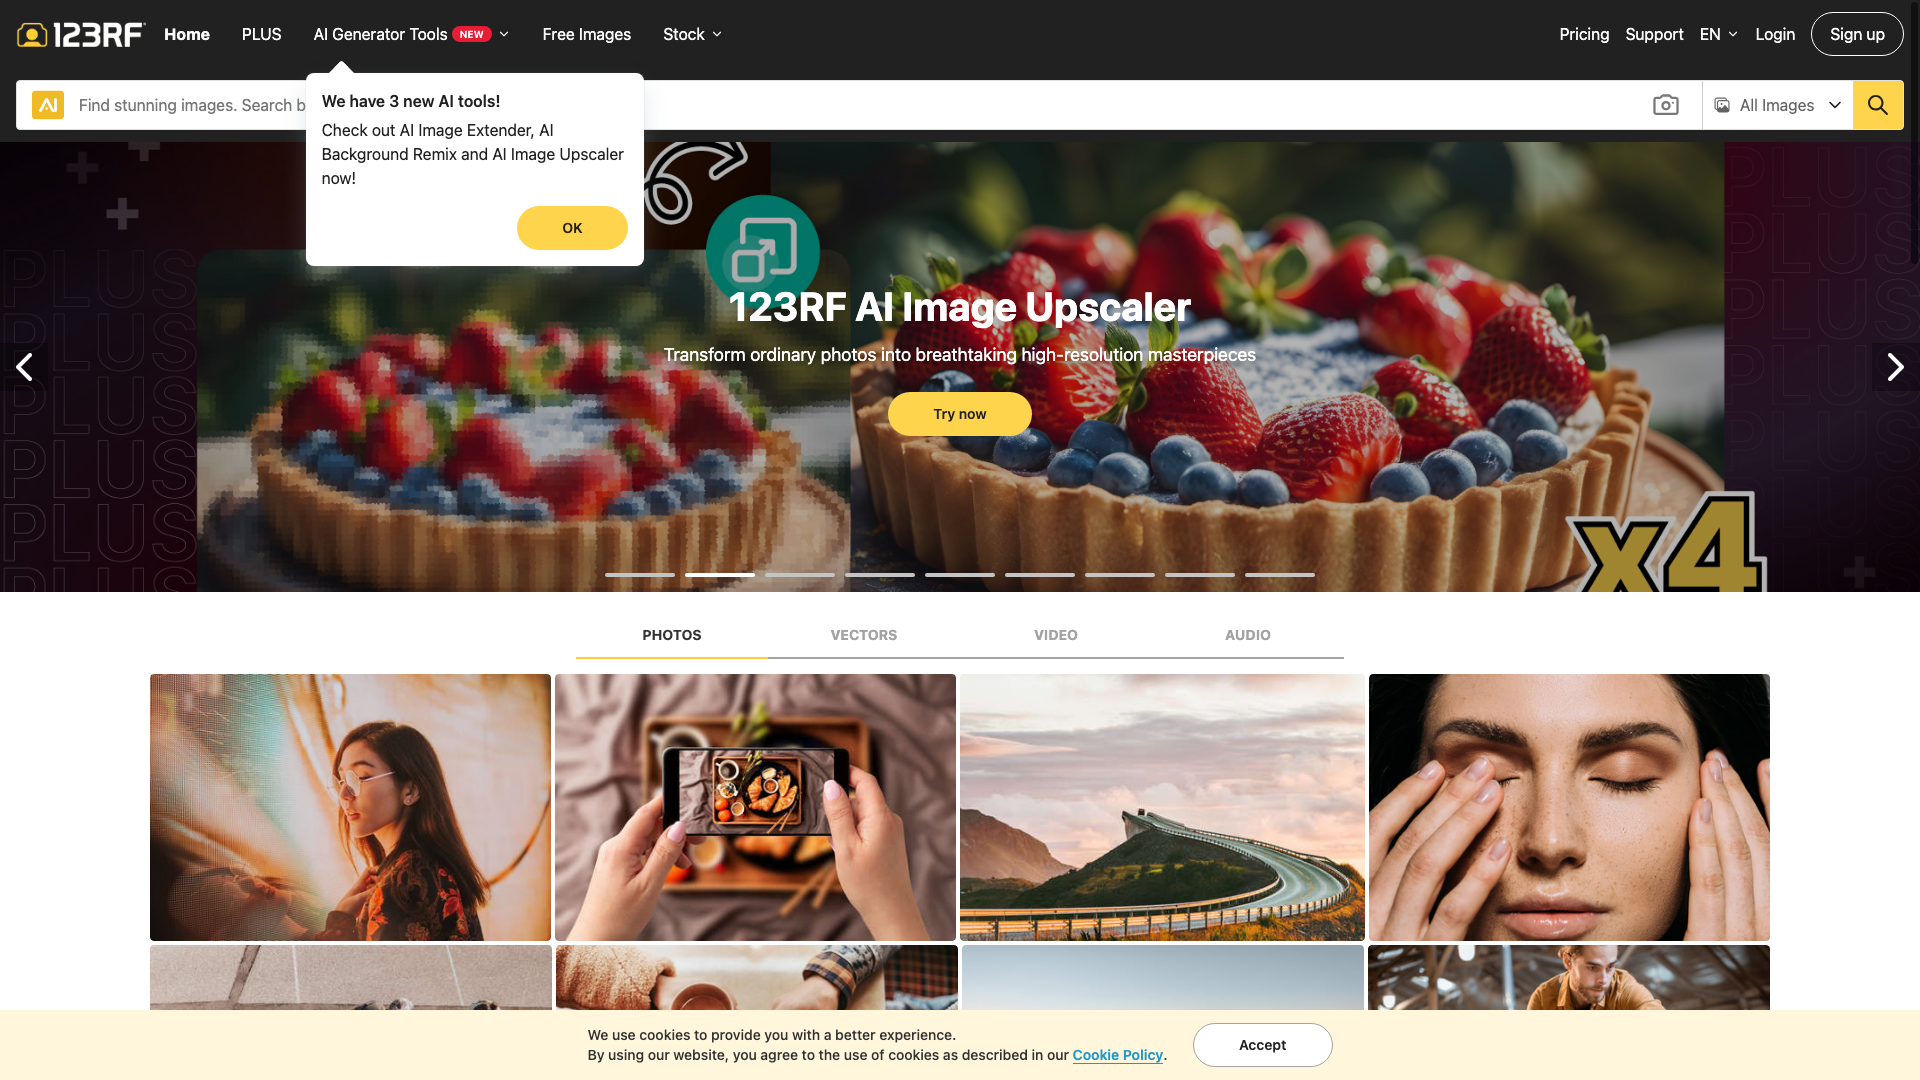 123RF
Home
PLUS
AI Generator Tools NEW
Free Images
Stock
Pricing
Support
EN
Login
Sign up
We have 3 new AI tools!
Check out AI Image Extender, AI
Background Remix and AI Image Upscaler
now!
OK
AI
Find stunning images. Search b
All Images
PLUS
PLUS
PLUS
PLUS
PLUS
PLUS
123RF AI Image Upscaler
Transform ordinary photos into breathtaking high-resolution masterpieces
Try now
x4
PHOTOS
VECTORS
VIDEO
AUDIO
We use cookies to provide you with a better experience.
By using our website, you agree to the use of cookies as described in our Cookie Policy.
Accept